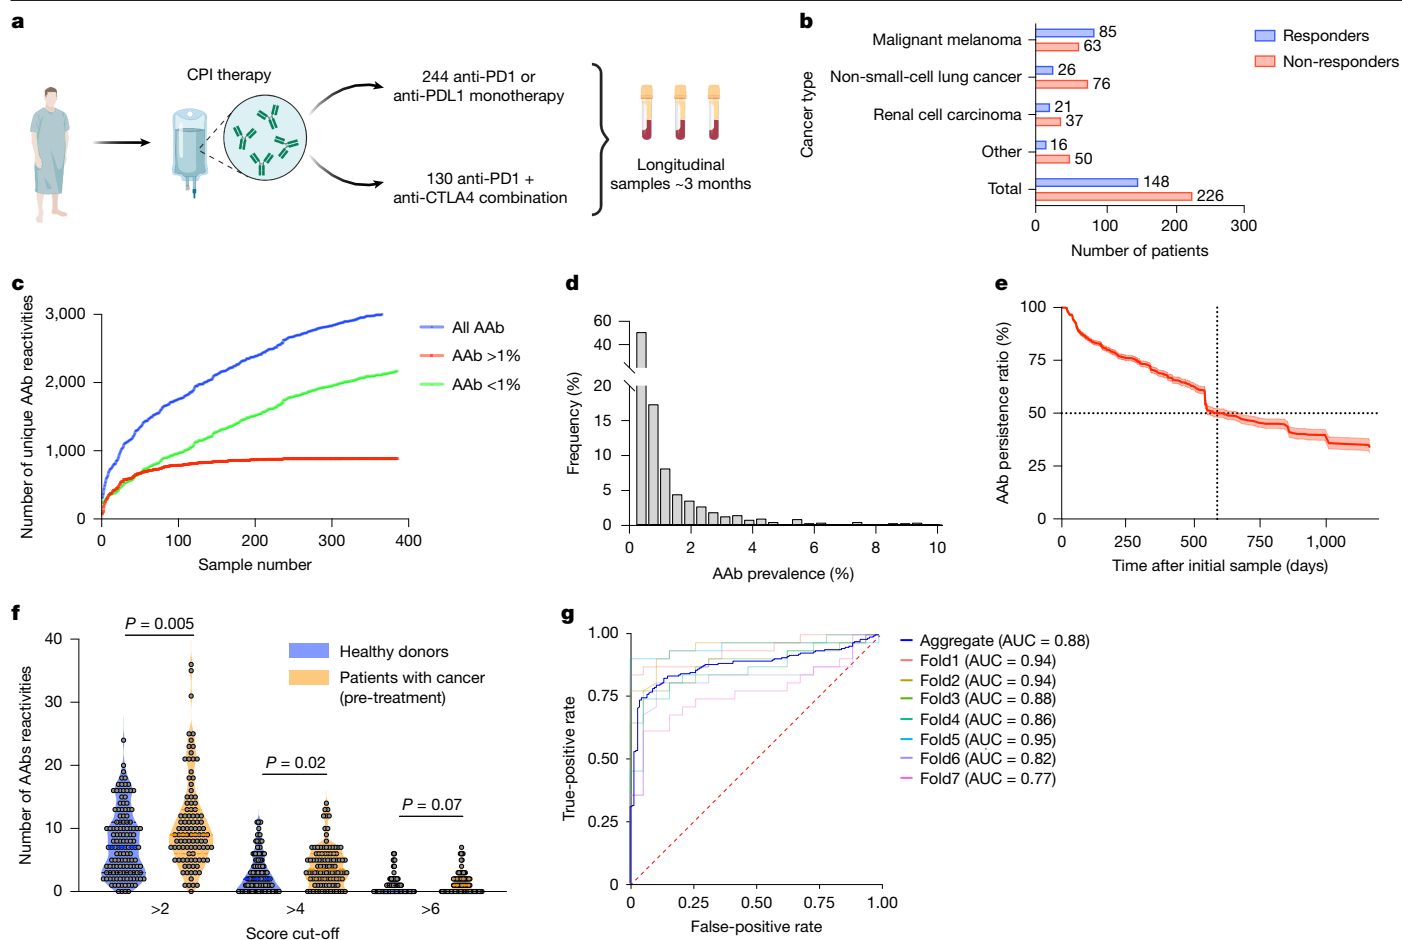 a
CPI therapy
244 anti-PD1 or
anti-PDL1 monotherapy
130 anti-PD1 +
anti-CTLA4 combination
Longitudinal
samples ~3 months
b
Cancer type
Malignant melanoma
85
63
Non-small-cell lung cancer
26
76
Renal cell carcinoma
21
37
Other
16
50
Total
148
226
0
100
200
300
Number of patients
Responders
Non-responders
c
Number of unique AAb reactivities
3,000
2,000
1,000
0
0
100
200
300
400
Sample number
All AAb
AAb >1%
AAb <1%
d
Frequency (%)
60
40
20
15
10
5
0
0
2
4
6
8
10
AAb prevalence (%)
e
AAb persistence ratio (%)
100
75
50
25
0
0
250
500
750
1,000
Time after initial sample (days)
f
Number of AAbs reactivities
40
30
20
10
0
P = 0.005
P = 0.02
P = 0.07
Healthy donors
Patients with cancer
(pre-treatment)
>2
>4
>6
Score cut-off
g
True-positive rate
1.00
0.75
0.50
0.25
0
0
0.25
0.50
0.75
1.00
False-positive rate
Aggregate (AUC = 0.88)
Fold1 (AUC = 0.94)
Fold2 (AUC = 0.94)
Fold3 (AUC = 0.88)
Fold4 (AUC = 0.86)
Fold5 (AUC = 0.95)
Fold6 (AUC = 0.82)
Fold7 (AUC = 0.77)